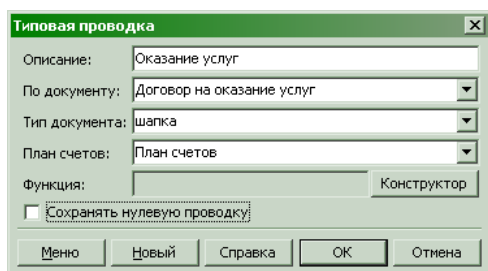 Типовая проводка
Описание: Оказание услуг
По документу: Договор на оказание услуг
Тип документа: шапка
План счетов: План счетов
Функция: Конструктор
Сохранять нулевую проводку
Меню Новый Справка OK Отмена